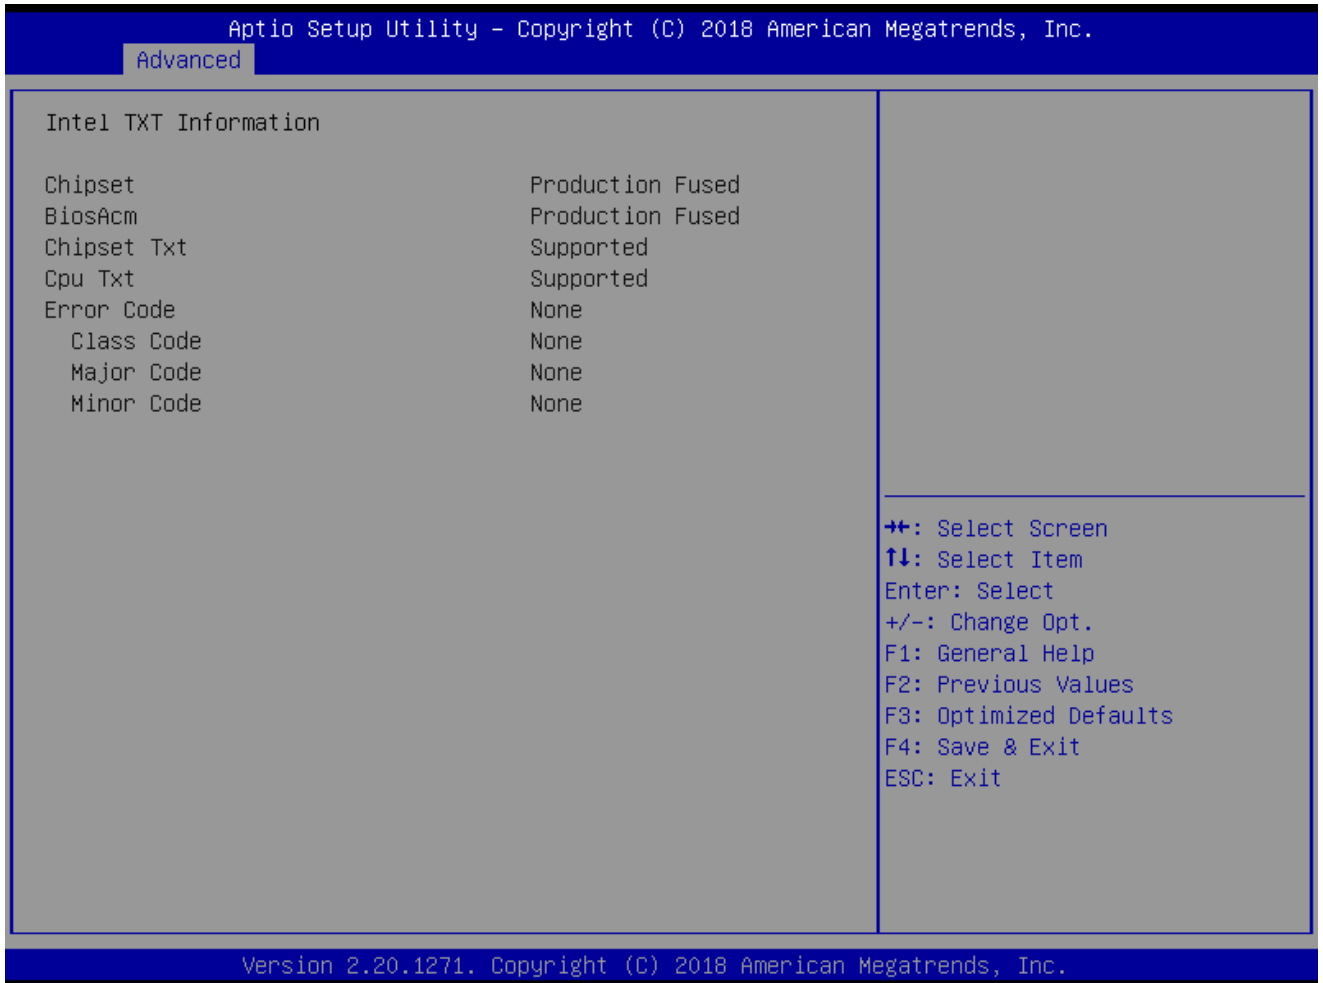 Aptio Setup Utility – Copyright (C) 2018 American Megatrends, Inc.
Advanced
Intel TXT Information
Chipset Production Fused
BiosAcm Production Fused
Chipset Txt Supported
Cpu Txt Supported
Error Code None
Class Code None
Major Code None
Minor Code None
→←: Select Screen
↑↓: Select Item
Enter: Select
+/-: Change Opt.
F1: General Help
F2: Previous Values
F3: Optimized Defaults
F4: Save & Exit
ESC: Exit
Version 2.20.1271. Copyright (C) 2018 American Megatrends, Inc.